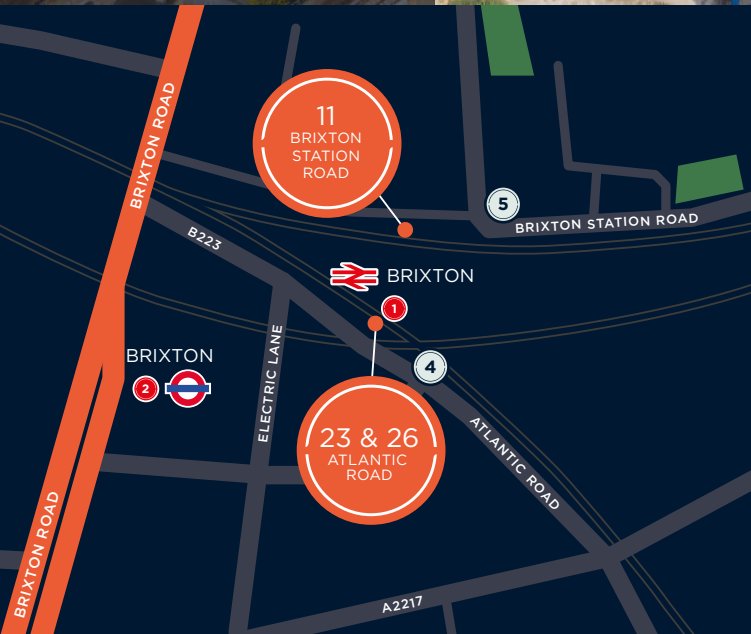 BRIXTON ROAD
11
BRIXTON
STATION
ROAD
5
BRIXTON STATION ROAD
B223
BRIXTON
1
BRIXTON
2
ELECTRIC LANE
4
23 & 26
ATLANTIC
ROAD
ATLANTIC ROAD
BRIXTON ROAD
A2217